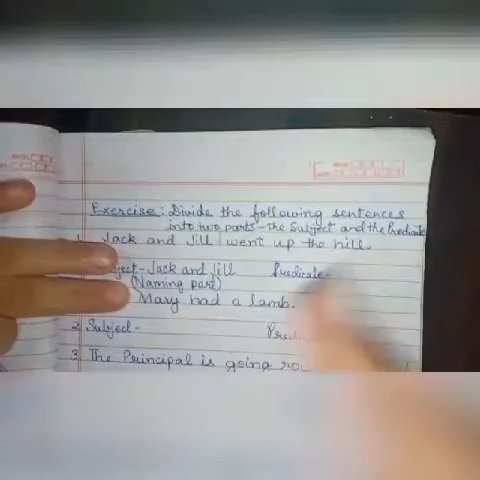 Exercise: Divide the following sentences
into two parts - the Subject and the Predicate
1. Jack and Jill | went up the hill.
ject - Jack and Jill Predicate -
(Naming part)
Mary had a lamb.
2 Subject -
3. The Principal is going